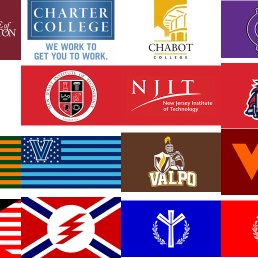 CHARTER
COLLEGE
WE WORK TO
GET YOU TO WORK.
CHABOT
COLLEGE
NJIT
New Jersey Institute
of Technology
V
VALPO